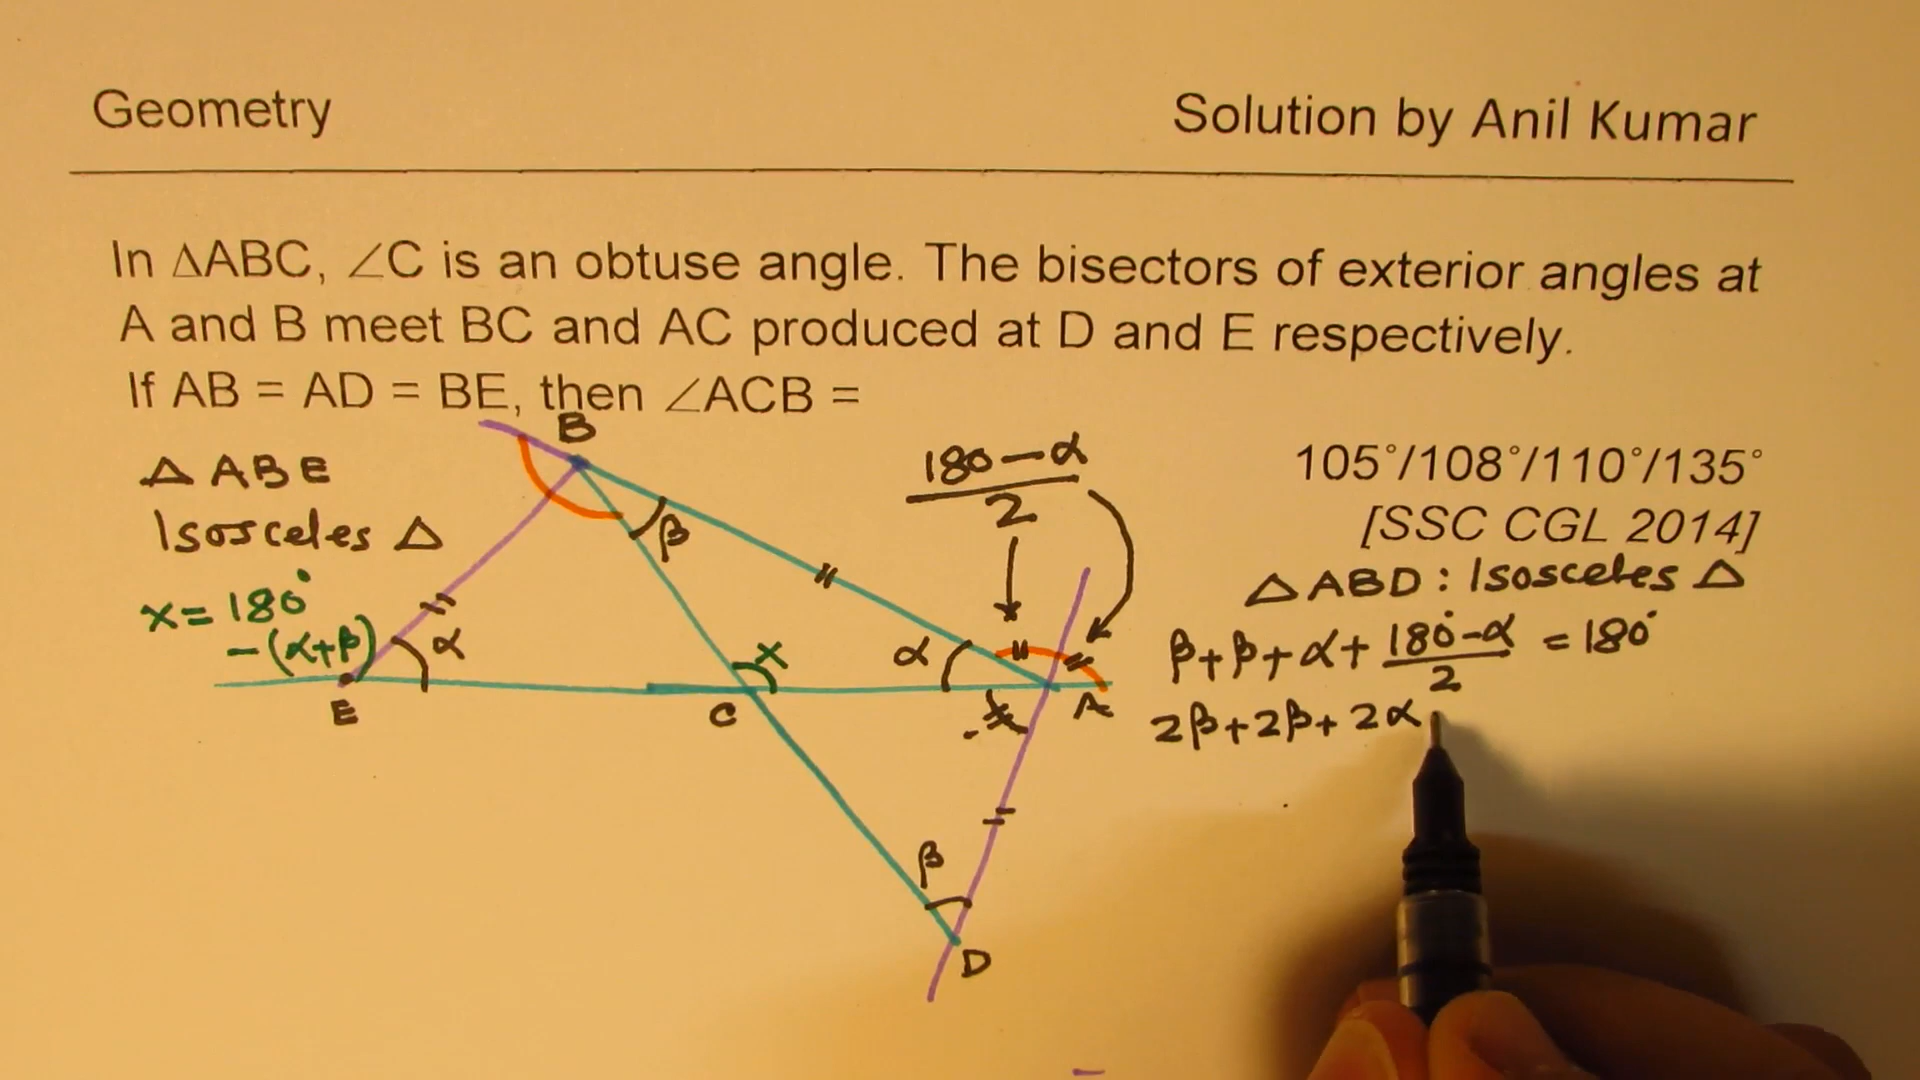 Geometry
Solution by Anil Kumar
In ΔABC, ∠C is an obtuse angle. The bisectors of exterior angles at
A and B meet BC and AC produced at D and E respectively.
If AB = AD = BE, then ∠ACB =
105°/108°/110°/135°
[SSC CGL 2014]
Δ ABE
Isosceles Δ
x = 180°
-(α+β)
B
β
α
E
C
x
α
A
β
D
180-α
2
Δ ABD : Isosceles Δ
β+β+α+ 180°-α / 2 = 180°
2β+2β+2α